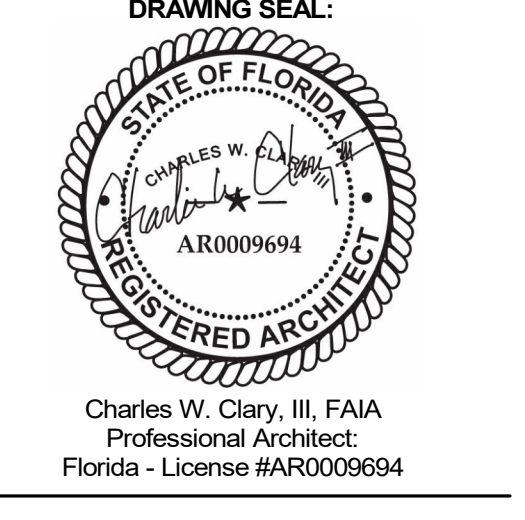 DRAWING SEAL:
STATE OF FLORIDA
CHARLES W. CLARY, III
AR0009694
REGISTERED ARCHITECT
Charles W. Clary, III, FAIA
Professional Architect:
Florida - License #AR0009694